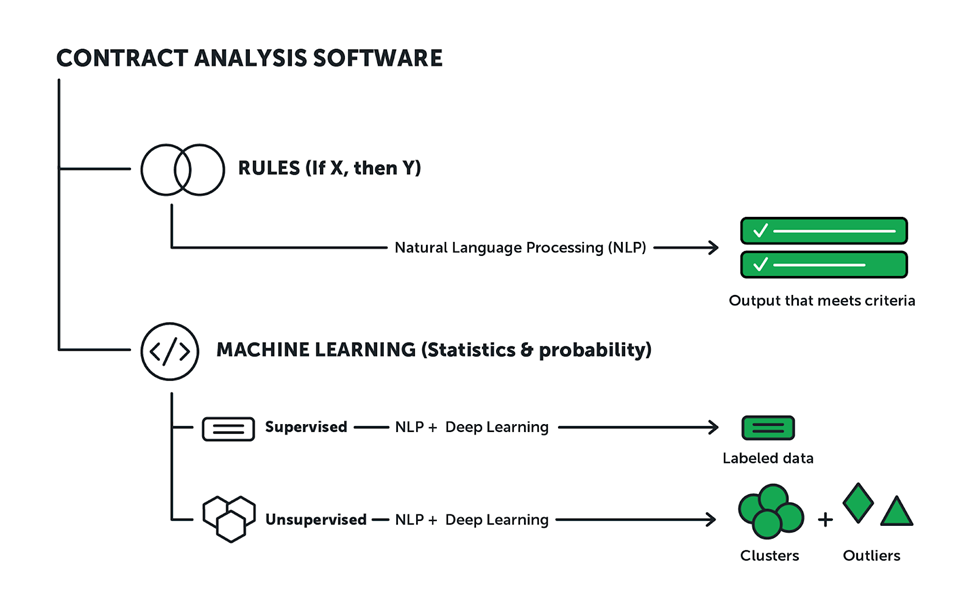 CONTRACT ANALYSIS SOFTWARE
RULES (If X, then Y)
Natural Language Processing (NLP)
Output that meets criteria
MACHINE LEARNING (Statistics & probability)
Supervised
NLP + Deep Learning
Labeled data
Unsupervised
NLP + Deep Learning
Clusters
+
Outliers